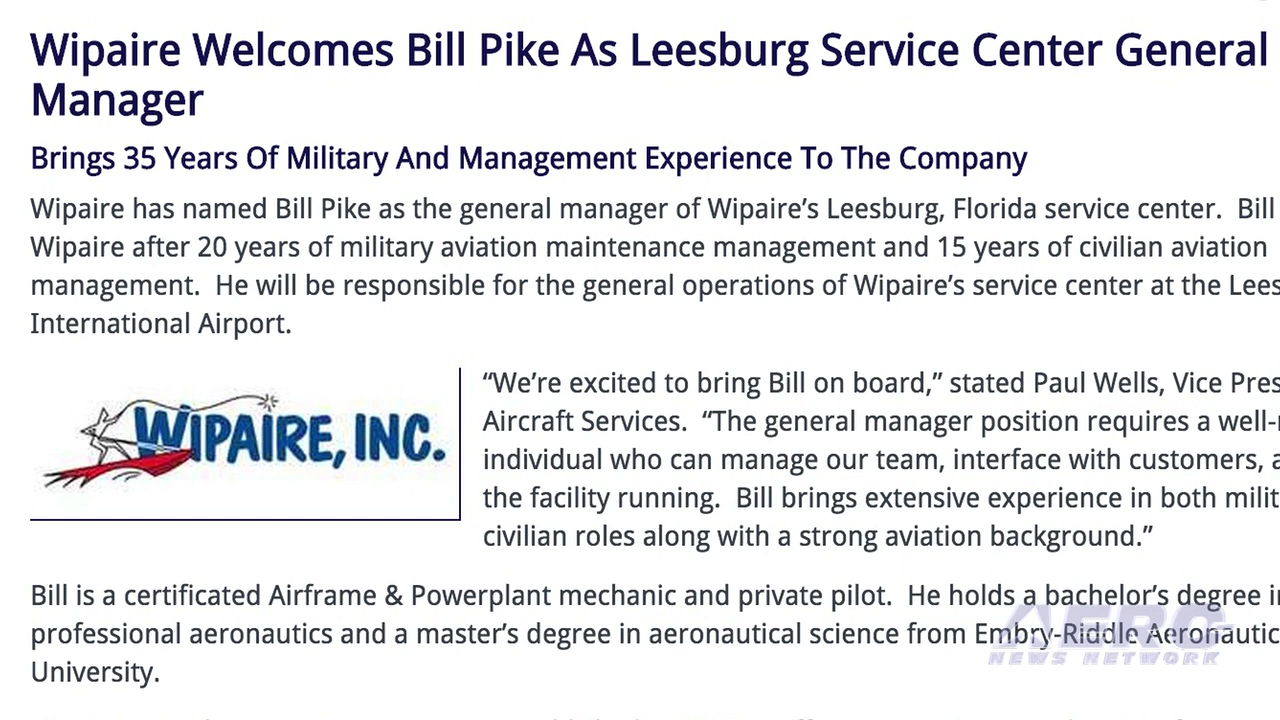 Wipaire Welcomes Bill Pike As Leesburg Service Center General
Manager
Brings 35 Years Of Military And Management Experience To The Company
Wipaire has named Bill Pike as the general manager of Wipaire’s Leesburg, Florida service center.  Bill
Wipaire after 20 years of military aviation maintenance management and 15 years of civilian aviation
management.  He will be responsible for the general operations of Wipaire’s service center at the Lees
International Airport.
WIPAIRE, INC.
“We’re excited to bring Bill on board,” stated Paul Wells, Vice Pres
Aircraft Services.  “The general manager position requires a well-r
individual who can manage our team, interface with customers, a
the facility running.  Bill brings extensive experience in both milit
civilian roles along with a strong aviation background.”
Bill is a certificated Airframe & Powerplant mechanic and private pilot.  He holds a bachelor’s degree in
professional aeronautics and a master’s degree in aeronautical science from Embry-Riddle Aeronautic
University.
AERO
NEWS NETWORK